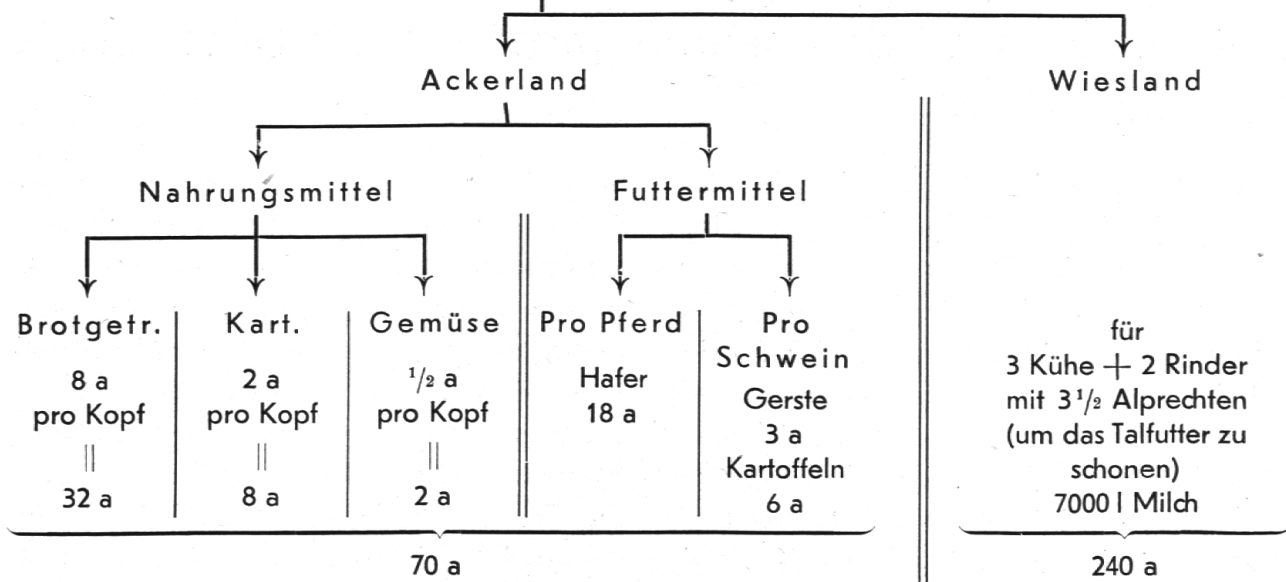 Ackerland
Wiesland
Nahrungsmittel
Futtermittel
Brotgetr.
8 a
pro Kopf
||
32 a
Kart.
2 a
pro Kopf
||
8 a
Gemüse
1/2 a
pro Kopf
||
2 a
Pro Pferd
Hafer
18 a
Pro
Schwein
Gerste
3 a
Kartoffeln
6 a
70 a
für
3 Kühe + 2 Rinder
mit 3 1/2 Alprechten
(um das Talfutter zu
schonen)
7000 l Milch
240 a